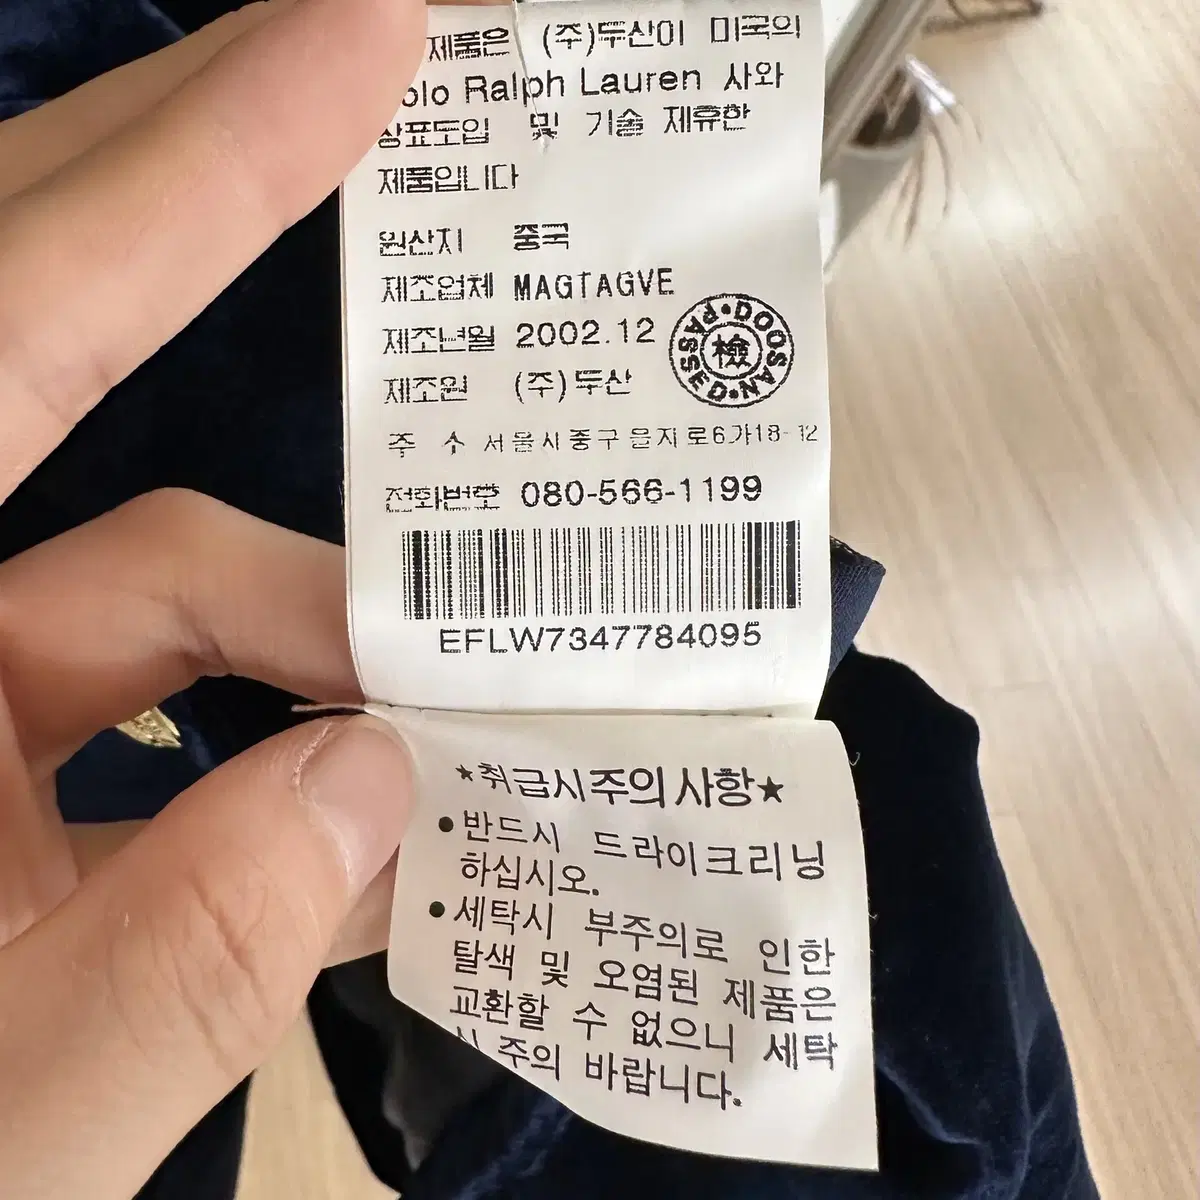 제품은 (주)두산이 미국의
olo Ralph Lauren 사와
상표도입 및 기술 제휴한
제품입니다
원산지 중국
제조업체 MAGTAGVE
제조년월 2002.12
제조원 (주)두산
DOOSAN PASSED
檢
주 소 서울시중구을지로6가18-12
전화번호 080-566-1199
EFLW7347784095
★취급시주의사항★
●반드시 드라이크리닝
하십시오.
●세탁시 부주의로 인한
탈색 및 오염된 제품은
교환할 수 없으니 세탁
시 주의 바랍니다.